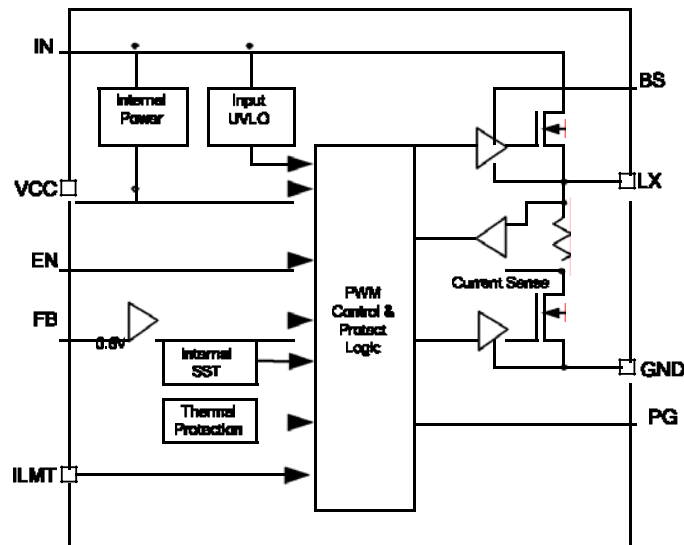 IN
BS
Internal
Power
Input
UVLO
VCC
LX
EN
PWM
Control &
Protect
Logic
Current Sense
FB
0.6V
Internal
SST
GND
Thermal
Protection
PG
ILMT